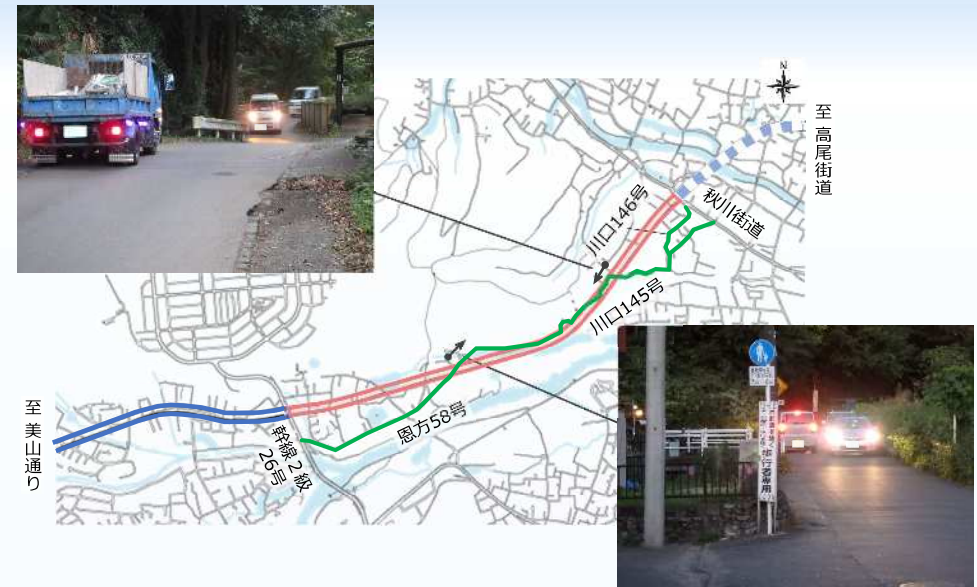 N
至 高尾街道
秋川街道
川口146号
川口145号
恩方58号
幹線2級
26号
至 美山通り
歩行者専用